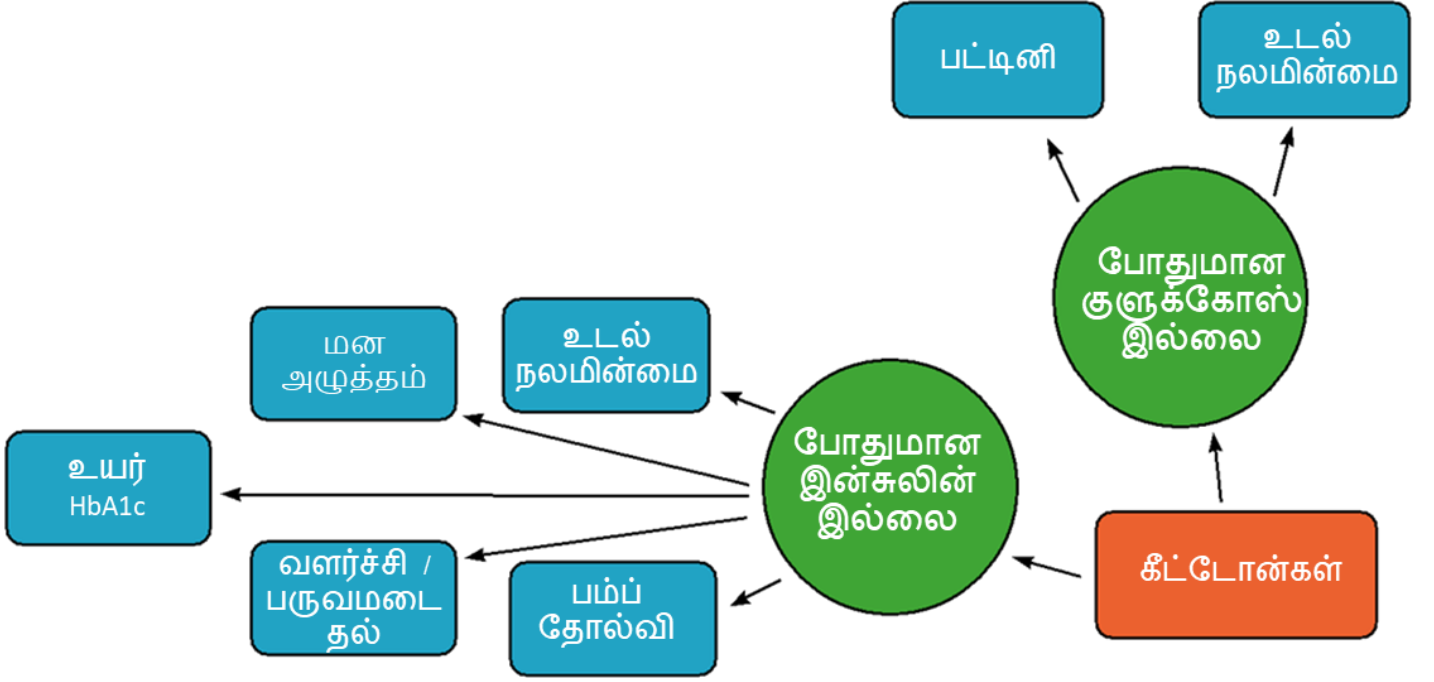 பட்டினி
உடல்
நலமின்மை
போதுமான
குளுக்கோஸ்
இல்லை
மன
அழுத்தம்
உடல்
நலமின்மை
போதுமான
இன்சுலின்
இல்லை
உயர்
HbA1c
வளர்ச்சி /
பருவமடை
தல்
பம்ப்
தோல்வி
கீட்டோன்கள்